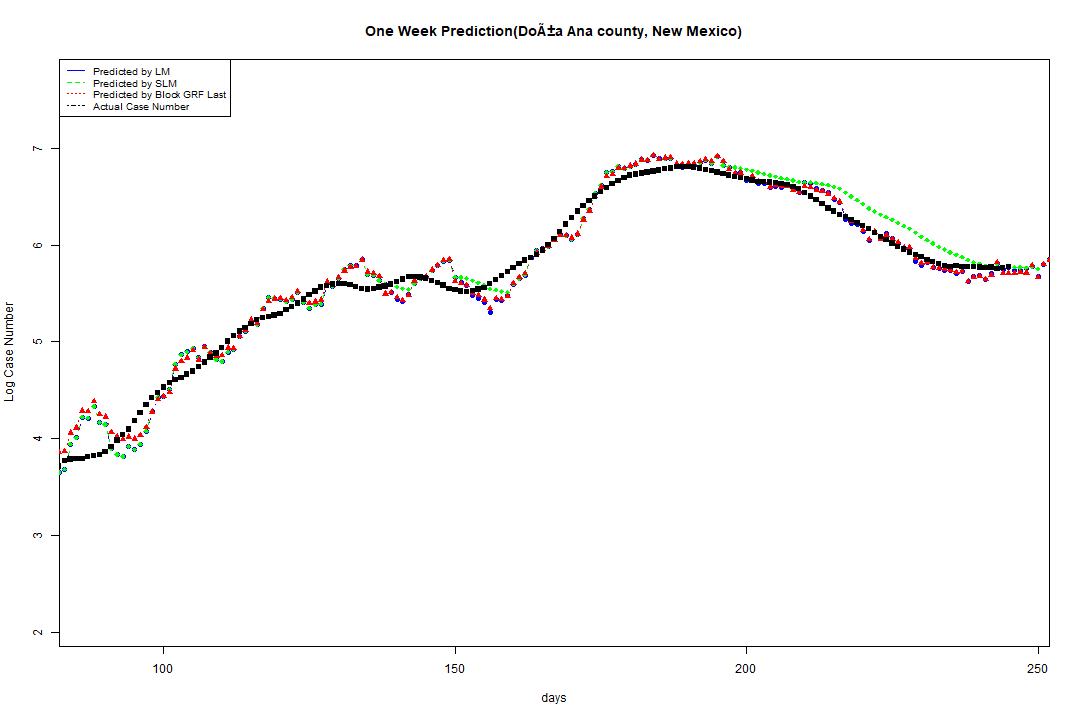 One Week Prediction(DoÃ±a Ana county, New Mexico)
Predicted by LM
Predicted by SLM
Predicted by Block GRF Last
Actual Case Number
Log Case Number
7
6
5
4
3
2
100
150
200
250
days